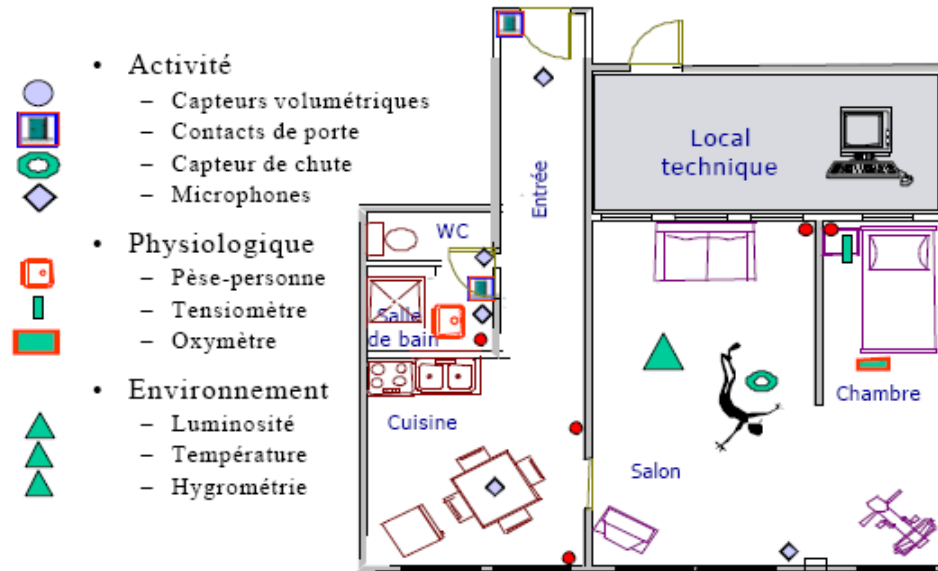 • Activité
– Capteurs volumétriques
– Contacts de porte
– Capteur de chute
– Microphones
• Physiologique
– Pèse-personne
– Tensiomètre
– Oxymètre
• Environnement
– Luminosité
– Température
– Hygrométrie
Entrée
Local
technique
WC
Salle
de bain
Cuisine
Salon
Chambre